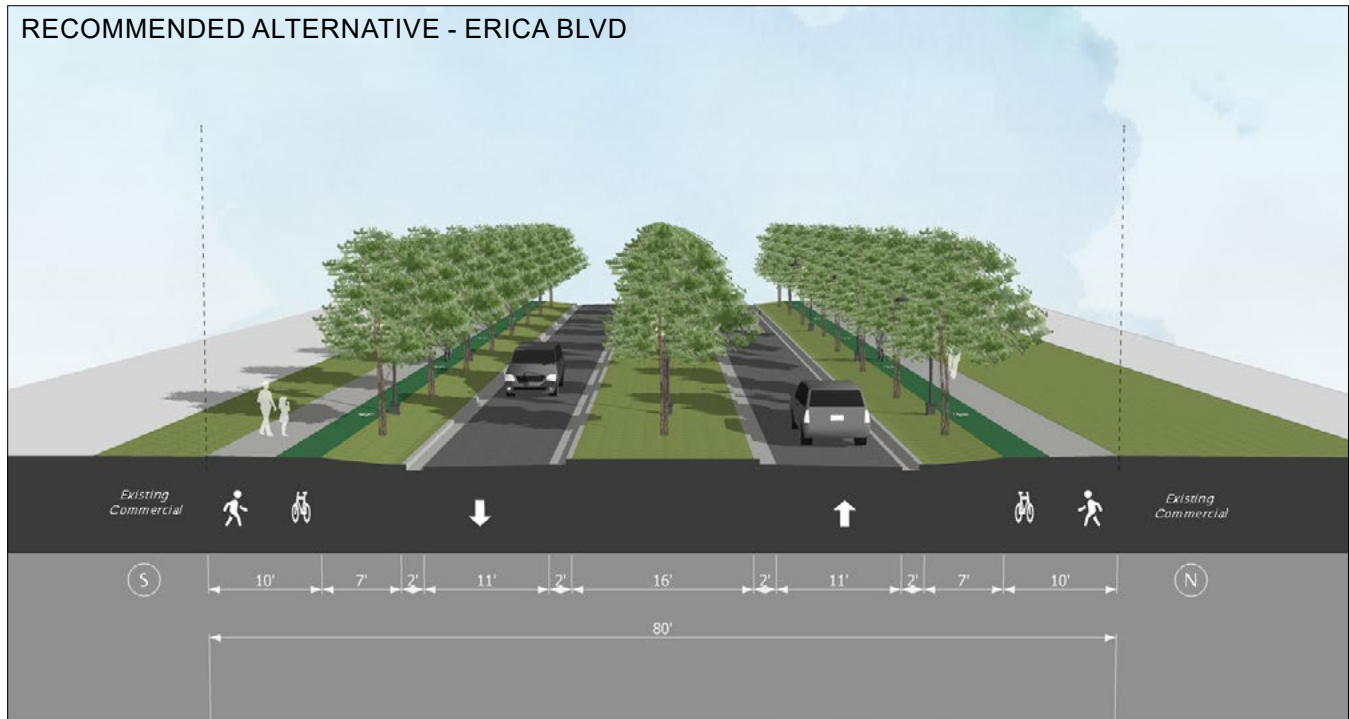 RECOMMENDED ALTERNATIVE - ERICA BLVD
Existing
Commercial
Existing
Commercial
S
10'
7'
2'
11'
2'
16'
2'
11'
2'
7'
10'
N
80'